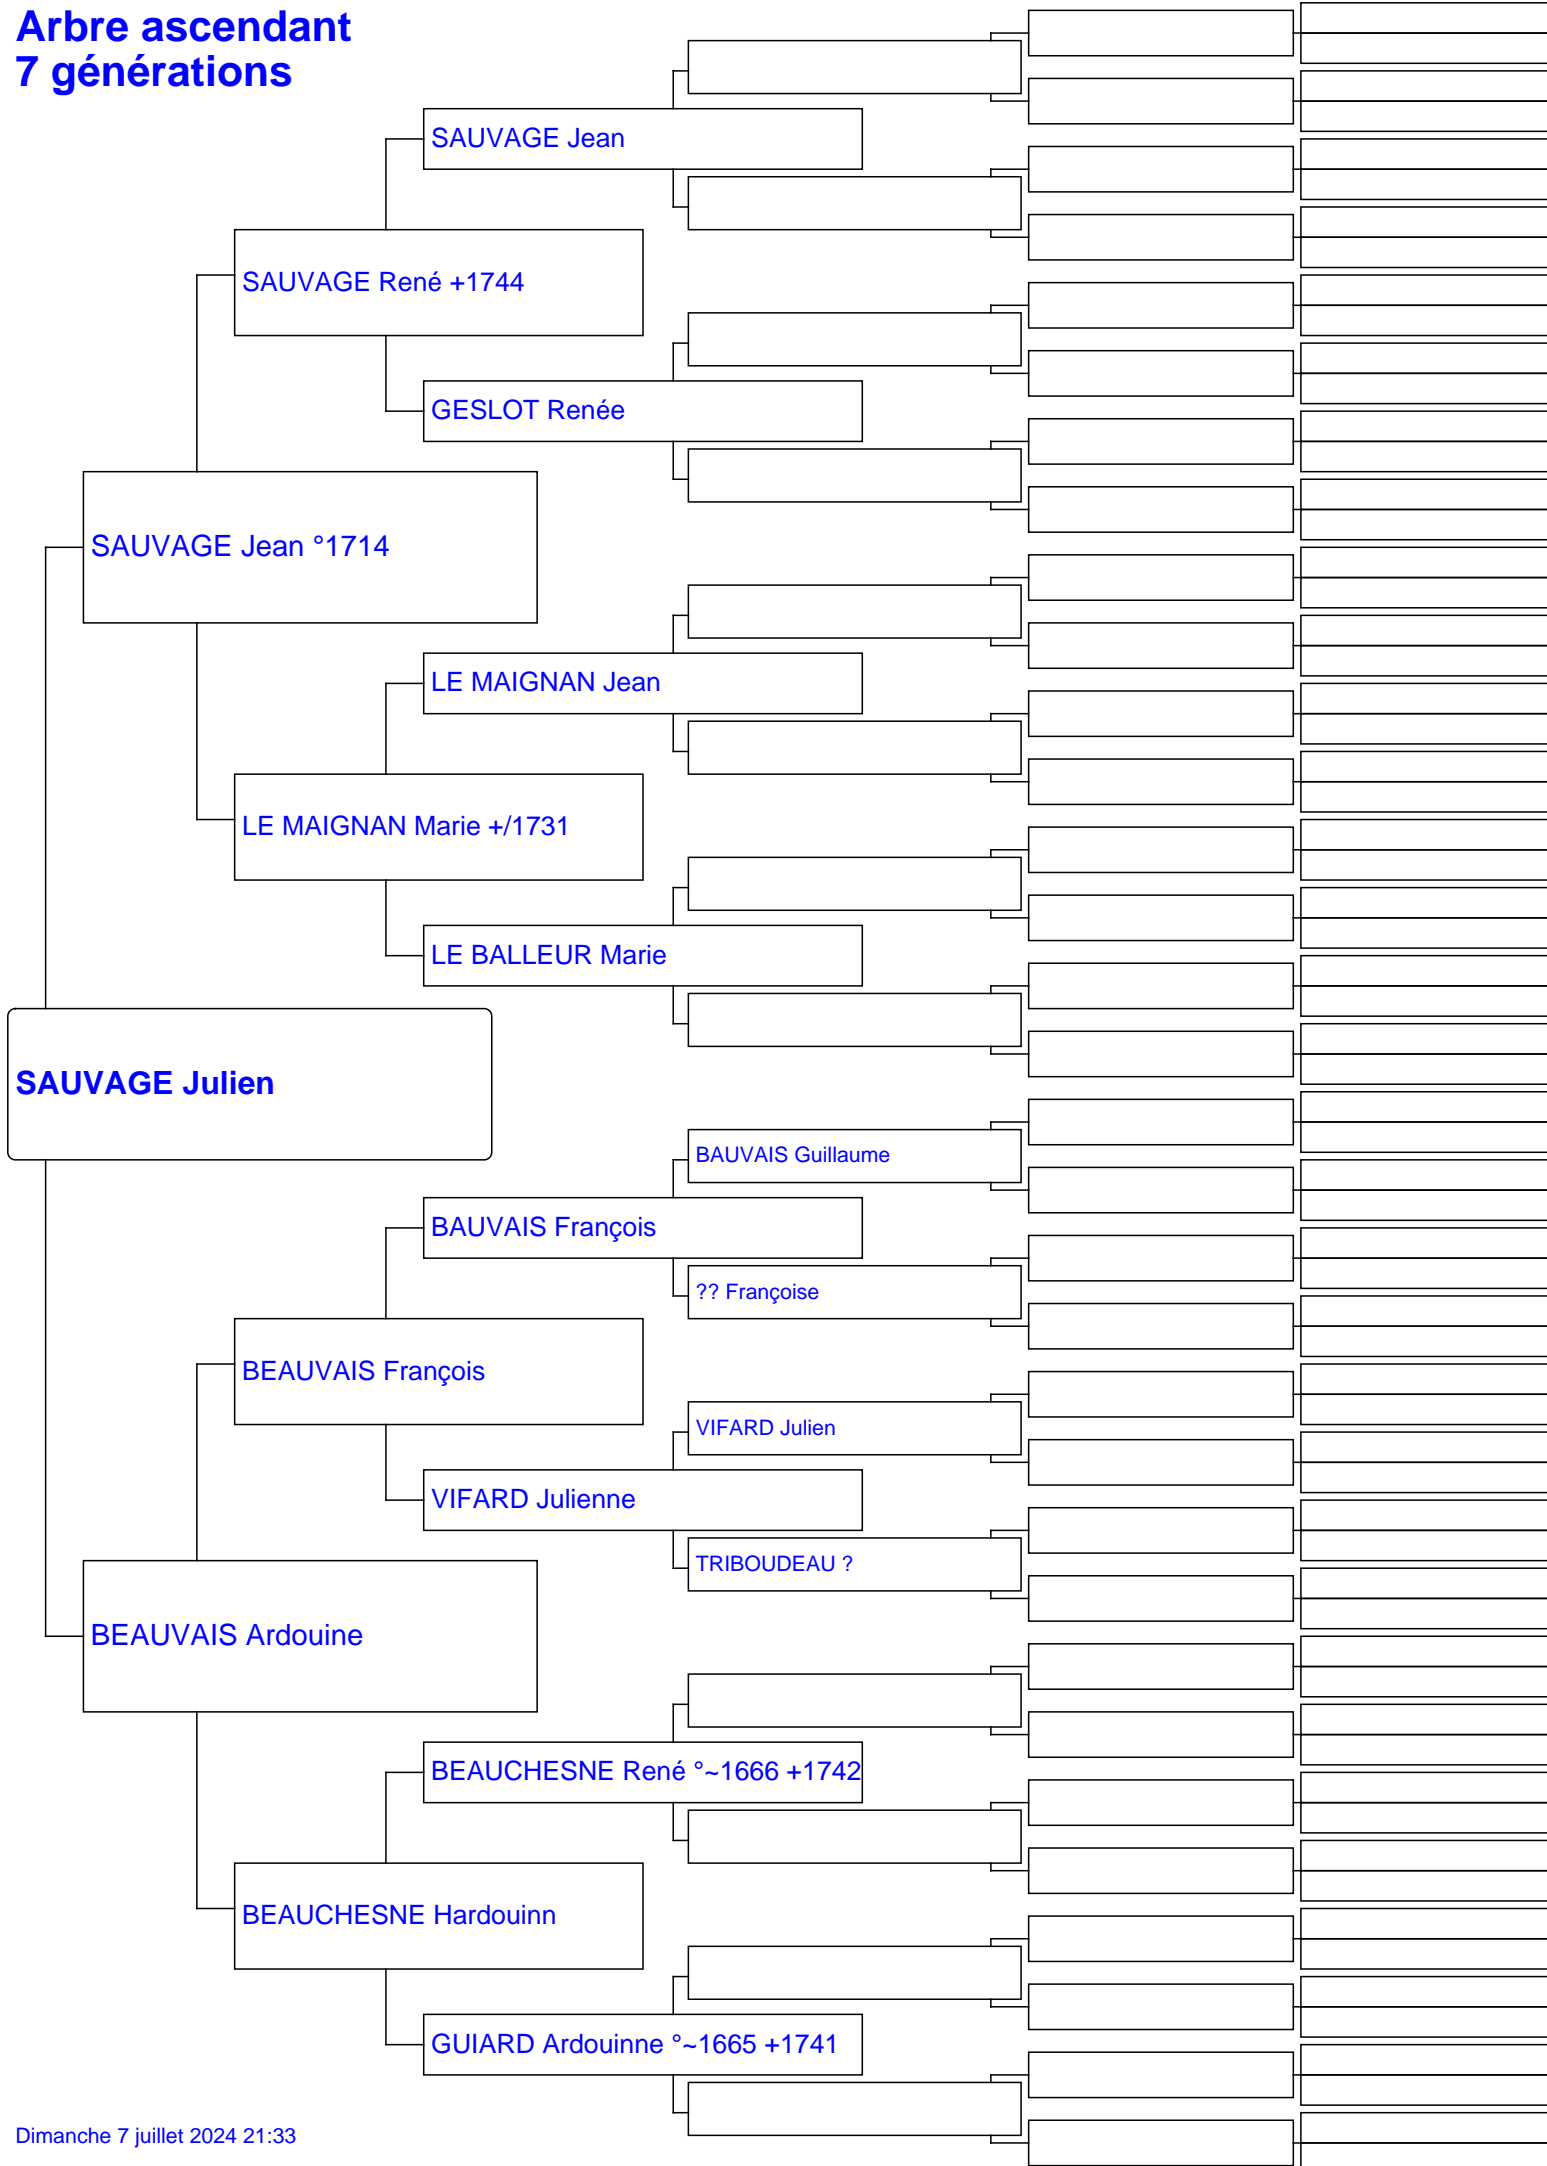 Arbre ascendant
7 générations
SAUVAGE Jean
SAUVAGE René +1744
GESLOT Renée
SAUVAGE Jean °1714
LE MAIGNAN Jean
LE MAIGNAN Marie +/1731
LE BALLEUR Marie
SAUVAGE Julien
BAUVAIS Guillaume
BAUVAIS François
?? Françoise
BEAUVAIS François
VIFARD Julien
VIFARD Julienne
TRIBOUDEAU ?
BEAUVAIS Ardouine
BEAUCHESNE René °~1666 +1742
BEAUCHESNE Hardouinn
GUIARD Ardouinne °~1665 +1741
Dimanche 7 juillet 2024 21:33